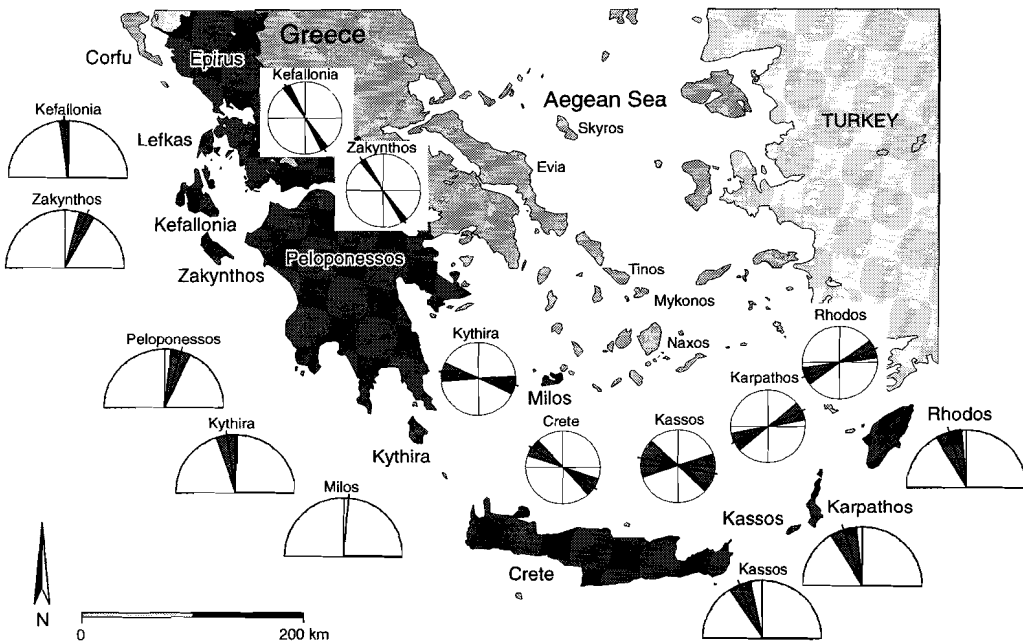 Greece
Corfu
Epirus
Kefallonia
Aegean Sea
Kefallonia
Skyros
TURKEY
Lefkas
Zakynthos
Evia
Zakynthos
Kefallonia
Zakynthos
Peloponessos
Tinos
Mykonos
Rhodos
Peloponessos
Kythira
Naxos
Karpathos
Milos
Rhodos
Crete
Kassos
Kythira
Kythira
Milos
Kassos
Karpathos
Crete
Kassos
N
0
200 km